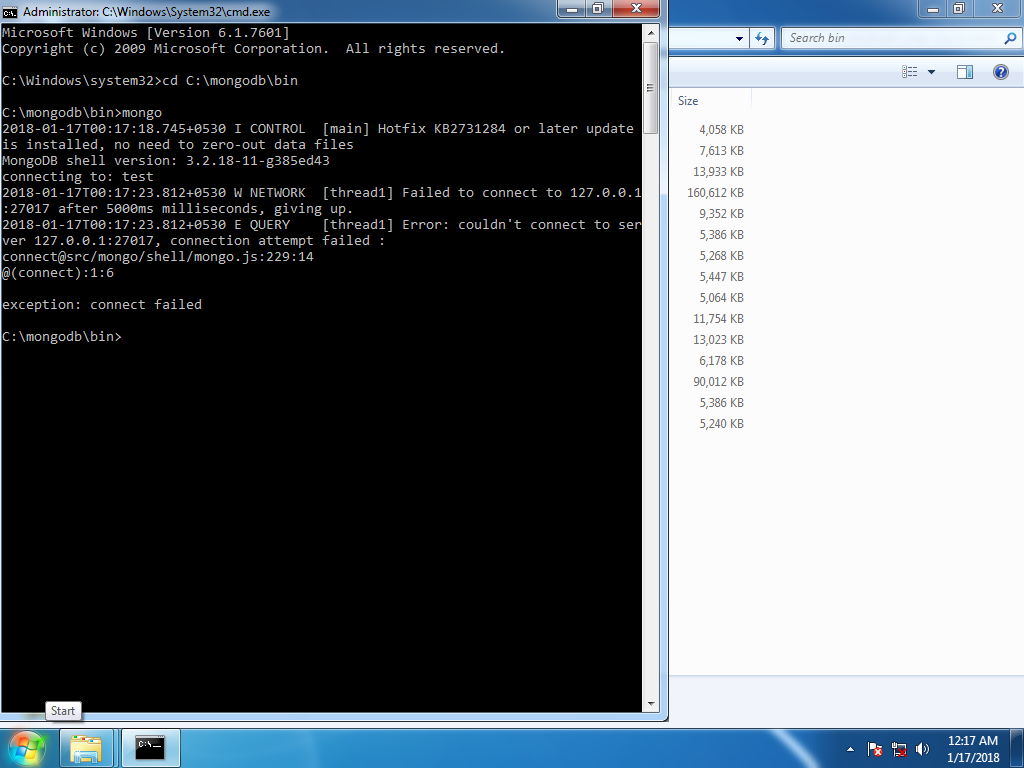 Administrator: C:\Windows\System32\cmd.exe
Microsoft Windows [Version 6.1.7601]
Copyright (c) 2009 Microsoft Corporation.  All rights reserved.
C:\Windows\system32>cd C:\mongodb\bin
C:\mongodb\bin>mongo
2018-01-17T00:17:18.745+0530 I CONTROL  [main] Hotfix KB2731284 or later update
is installed, no need to zero-out data files
MongoDB shell version: 3.2.18-11-g385ed43
connecting to: test
2018-01-17T00:17:23.812+0530 W NETWORK  [thread1] Failed to connect to 127.0.0.1
:27017 after 5000ms milliseconds, giving up.
2018-01-17T00:17:23.812+0530 E QUERY    [thread1] Error: couldn't connect to ser
ver 127.0.0.1:27017, connection attempt failed :
connect@src/mongo/shell/mongo.js:229:14
@(connect):1:6
exception: connect failed
C:\mongodb\bin>
Search bin
Size
4,058 KB
7,613 KB
13,933 KB
160,612 KB
9,352 KB
5,386 KB
5,268 KB
5,447 KB
5,064 KB
11,754 KB
13,023 KB
6,178 KB
90,012 KB
5,386 KB
5,240 KB
Start
C:\
12:17 AM
1/17/2018